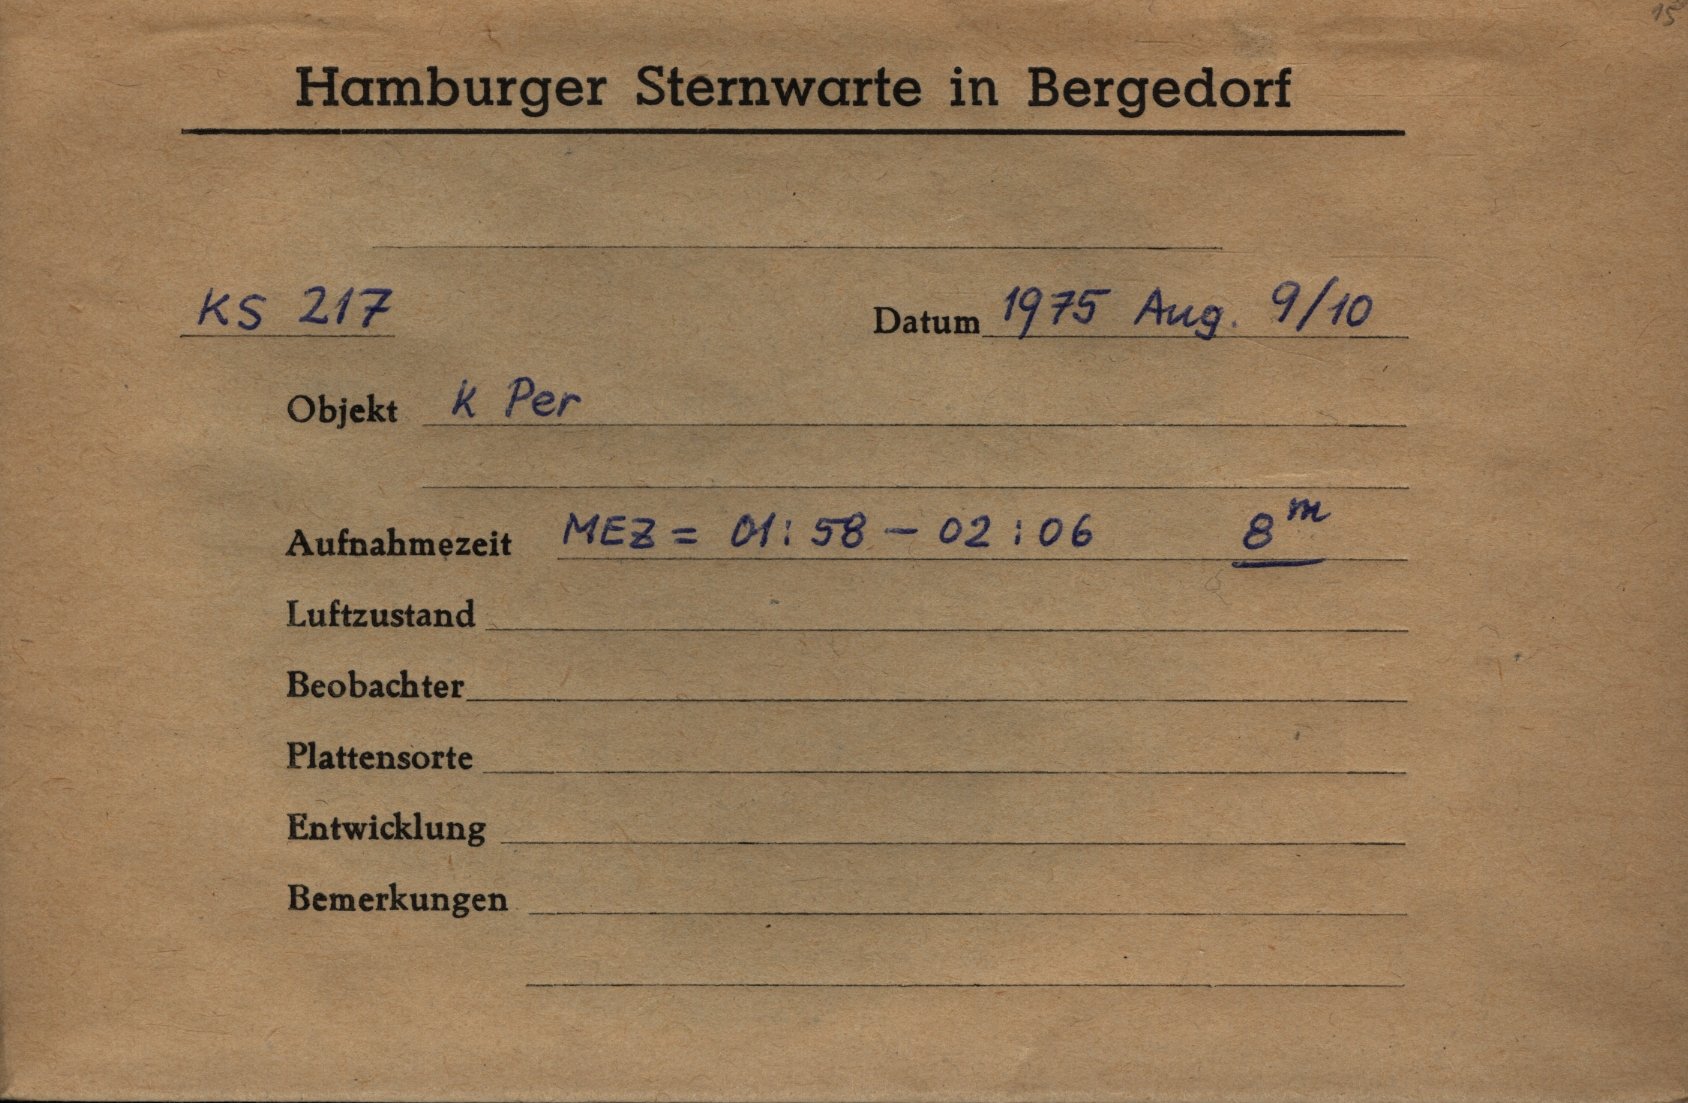 15
Hamburger Sternwarte in Bergedorf
KS 217 Datum 1975 Aug. 9/10
Objekt κ Per
Aufnahmezeit MEZ = 01:58 – 02:06 8ᵐ
Luftzustand
Beobachter
Plattensorte
Entwicklung
Bemerkungen